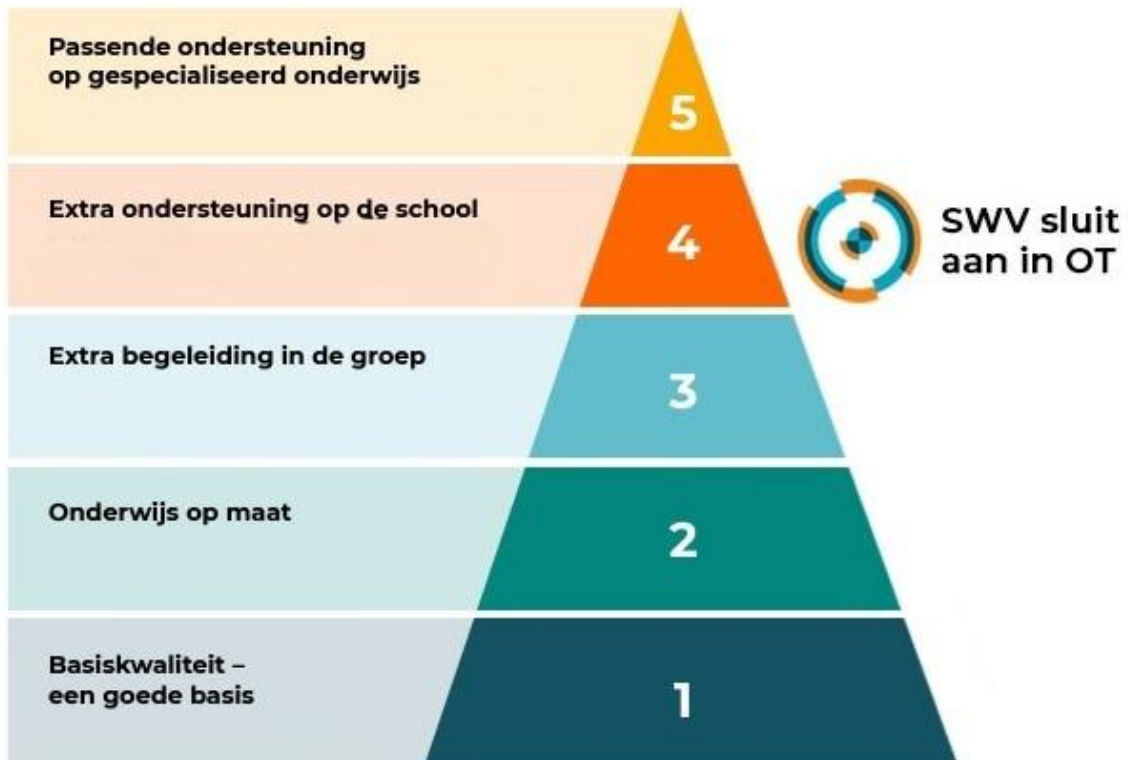 Passende ondersteuning
op gespecialiseerd onderwijs
5
Extra ondersteuning op de school
4
SWV sluit
aan in OT
Extra begeleiding in de groep
3
Onderwijs op maat
2
Basiskwaliteit –
een goede basis
1